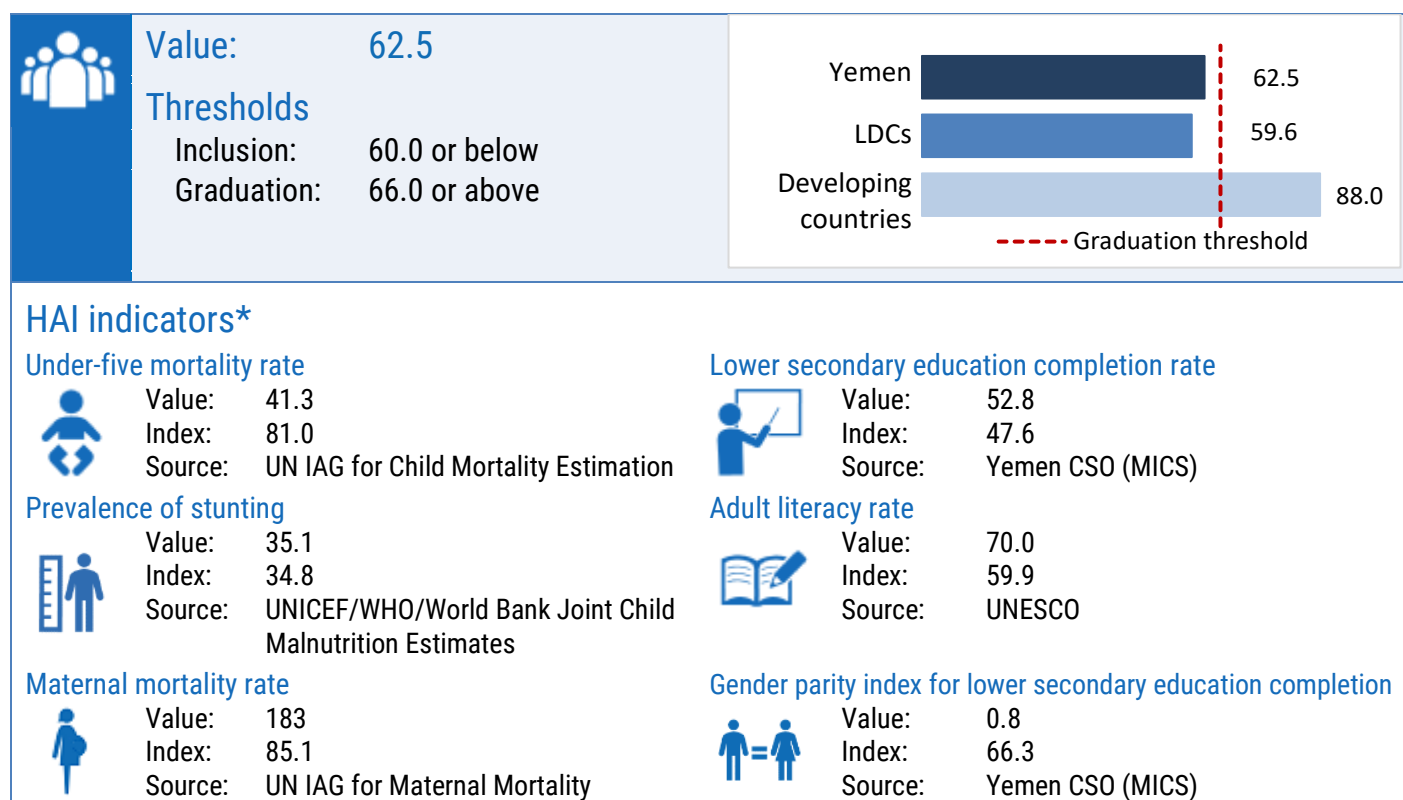 Value: 62.5
Thresholds
Inclusion: 60.0 or below
Graduation: 66.0 or above
Yemen 62.5
LDCs 59.6
Developing
countries
88.0
Graduation threshold
HAI indicators*
Under-five mortality rate
Value: 41.3
Index: 81.0
Source: UN IAG for Child Mortality Estimation
Prevalence of stunting
Value: 35.1
Index: 34.8
Source: UNICEF/WHO/World Bank Joint Child
Malnutrition Estimates
Maternal mortality rate
Value: 183
Index: 85.1
Source: UN IAG for Maternal Mortality
Lower secondary education completion rate
Value: 52.8
Index: 47.6
Source: Yemen CSO (MICS)
Adult literacy rate
Value: 70.0
Index: 59.9
Source: UNESCO
Gender parity index for lower secondary education completion
Value: 0.8
Index: 66.3
Source: Yemen CSO (MICS)